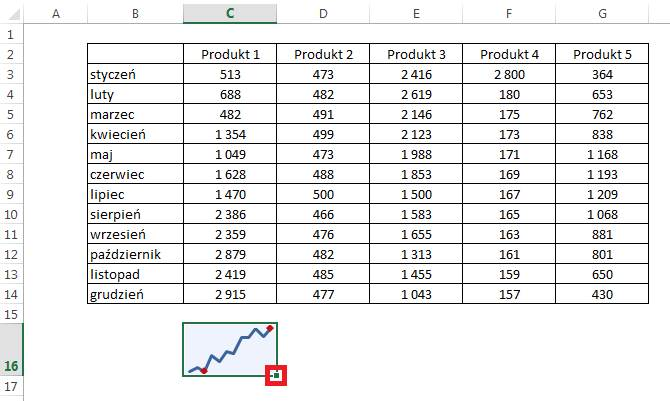 A B C D E F G
1
2 Produkt 1 Produkt 2 Produkt 3 Produkt 4 Produkt 5
3 styczeń 513 473 2 416 2 800 364
4 luty 688 482 2 619 180 653
5 marzec 482 491 2 146 175 762
6 kwiecień 1 354 499 2 123 173 838
7 maj 1 049 473 1 988 171 1 168
8 czerwiec 1 628 488 1 853 169 1 193
9 lipiec 1 470 500 1 500 167 1 209
10 sierpień 2 386 466 1 583 165 1 068
11 wrzesień 2 359 476 1 655 163 881
12 październik 2 879 482 1 313 161 801
13 listopad 2 419 485 1 455 159 650
14 grudzień 2 915 477 1 043 157 430
15
16
17